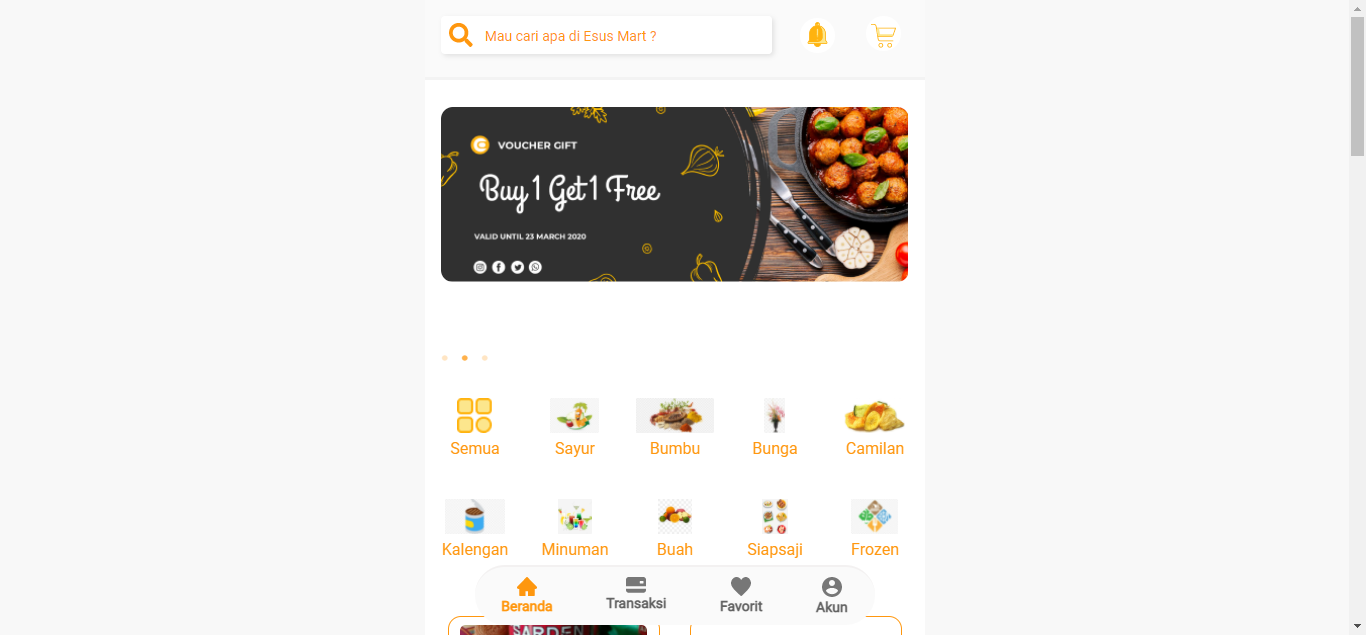 Mau cari apa di Esus Mart ?
VOUCHER GIFT
Buy 1 Get 1 Free
VALID UNTIL 23 MARCH 2020
Semua
Sayur
Bumbu
Bunga
Camilan
Kalengan
Minuman
Buah
Siapsaji
Frozen
Beranda
Transaksi
Favorit
Akun